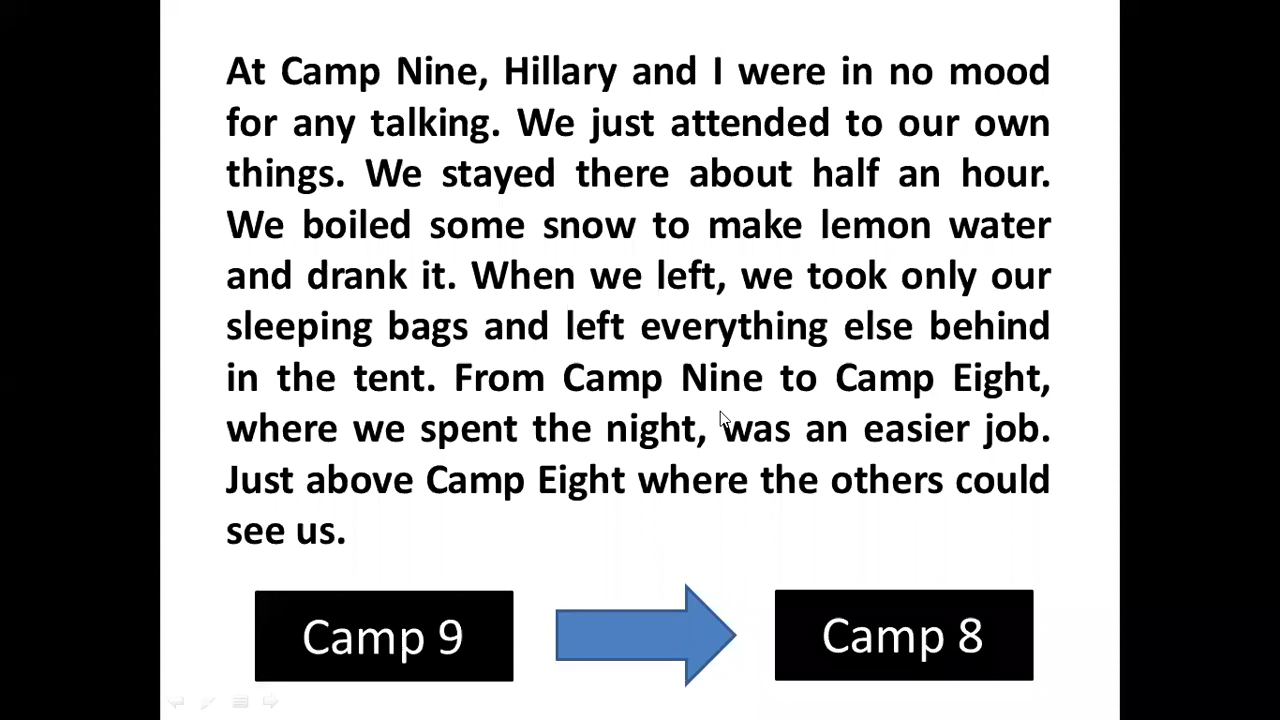 At Camp Nine, Hillary and I were in no mood
for any talking. We just attended to our own
things. We stayed there about half an hour.
We boiled some snow to make lemon water
and drank it. When we left, we took only our
sleeping bags and left everything else behind
in the tent. From Camp Nine to Camp Eight,
where we spent the night, was an easier job.
Just above Camp Eight where the others could
see us.
Camp 9
Camp 8